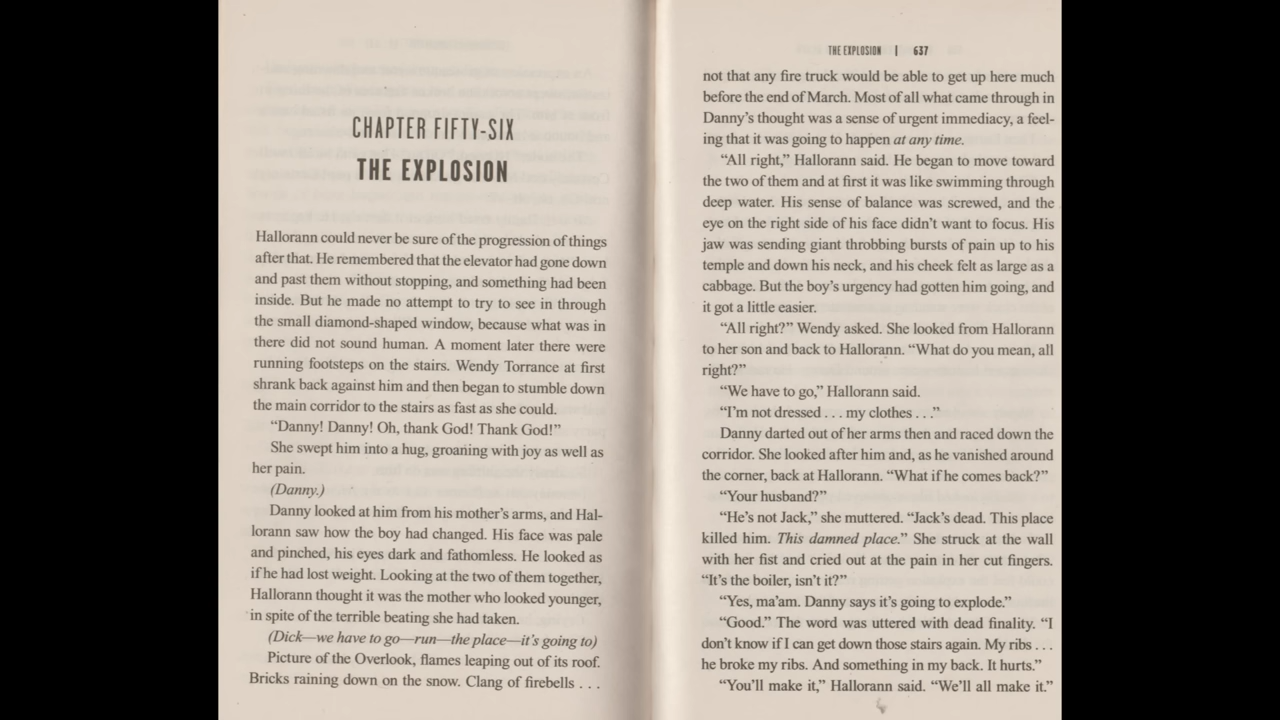 CHAPTER FIFTY-SIX
THE EXPLOSION
Hallorann could never be sure of the progression of things
after that. He remembered that the elevator had gone down
and past them without stopping, and something had been
inside. But he made no attempt to try to see in through
the small diamond-shaped window, because what was in
there did not sound human. A moment later there were
running footsteps on the stairs. Wendy Torrance at first
shrank back against him and then began to stumble down
the main corridor to the stairs as fast as she could.
“Danny! Danny! Oh, thank God! Thank God!”
She swept him into a hug, groaning with joy as well as
her pain.
(Danny.)
Danny looked at him from his mother’s arms, and Hal-
lorann saw how the boy had changed. His face was pale
and pinched, his eyes dark and fathomless. He looked as
if he had lost weight. Looking at the two of them together,
Hallorann thought it was the mother who looked younger,
in spite of the terrible beating she had taken.
(Dick—we have to go—run—the place—it’s going to)
Picture of the Overlook, flames leaping out of its roof.
Bricks raining down on the snow. Clang of firebells . . .
THE EXPLOSION | 637
not that any fire truck would be able to get up here much
before the end of March. Most of all what came through in
Danny’s thought was a sense of urgent immediacy, a feel-
ing that it was going to happen at any time.
“All right,” Hallorann said. He began to move toward
the two of them and at first it was like swimming through
deep water. His sense of balance was screwed, and the
eye on the right side of his face didn’t want to focus. His
jaw was sending giant throbbing bursts of pain up to his
temple and down his neck, and his cheek felt as large as a
cabbage. But the boy’s urgency had gotten him going, and
it got a little easier.
“All right?” Wendy asked. She looked from Hallorann
to her son and back to Hallorann. “What do you mean, all
right?”
“We have to go,” Hallorann said.
“I’m not dressed . . . my clothes . . .”
Danny darted out of her arms then and raced down the
corridor. She looked after him and, as he vanished around
the corner, back at Hallorann. “What if he comes back?”
“Your husband?”
“He’s not Jack,” she muttered. “Jack’s dead. This place
killed him. This damned place.” She struck at the wall
with her fist and cried out at the pain in her cut fingers.
“It’s the boiler, isn’t it?”
“Yes, ma’am. Danny says it’s going to explode.”
“Good.” The word was uttered with dead finality. “I
don’t know if I can get down those stairs again. My ribs . . .
he broke my ribs. And something in my back. It hurts.”
“You’ll make it,” Hallorann said. “We’ll all make it.”